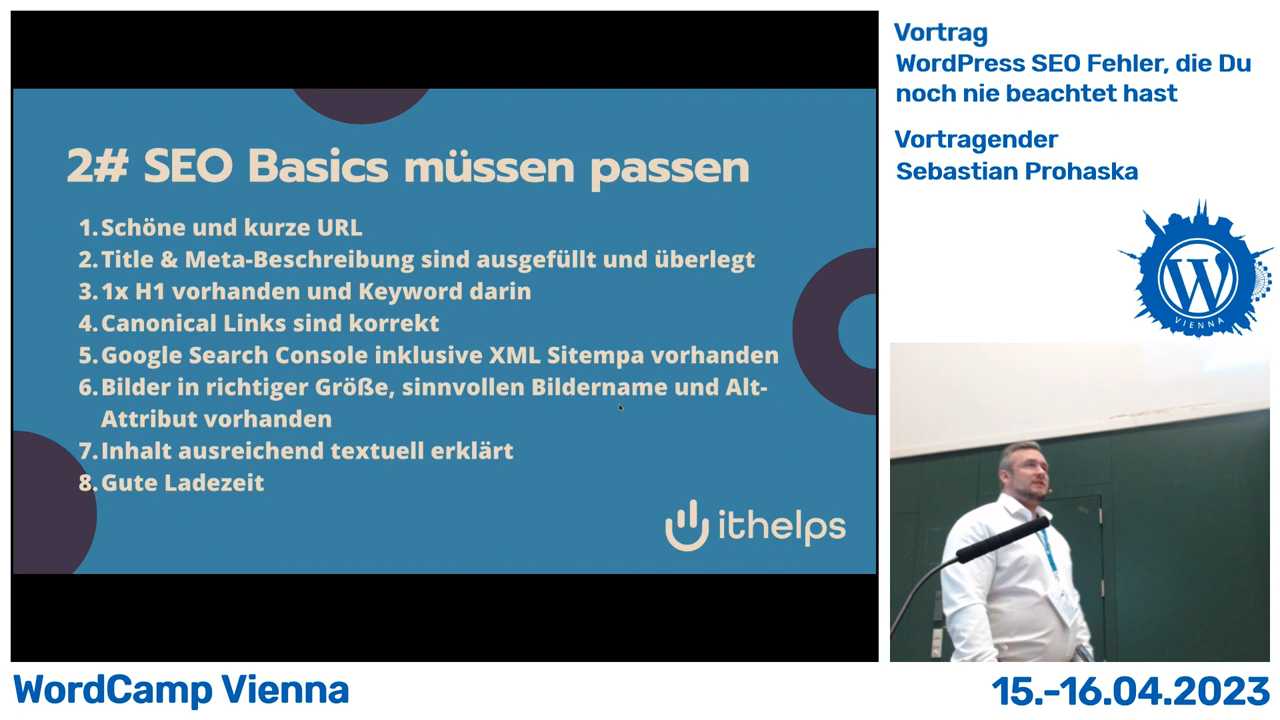 2# SEO Basics müssen passen
1. Schöne und kurze URL
2. Title & Meta-Beschreibung sind ausgefüllt und überlegt
3. 1x H1 vorhanden und Keyword darin
4. Canonical Links sind korrekt
5. Google Search Console inklusive XML Sitempa vorhanden
6. Bilder in richtiger Größe, sinnvollen Bildername und Alt-
Attribut vorhanden
7. Inhalt ausreichend textuell erklärt
8. Gute Ladezeit
ithelps
Vortrag
WordPress SEO Fehler, die Du
noch nie beachtet hast
Vortragender
Sebastian Prohaska
W
VIENNA
WordCamp Vienna
15.-16.04.2023